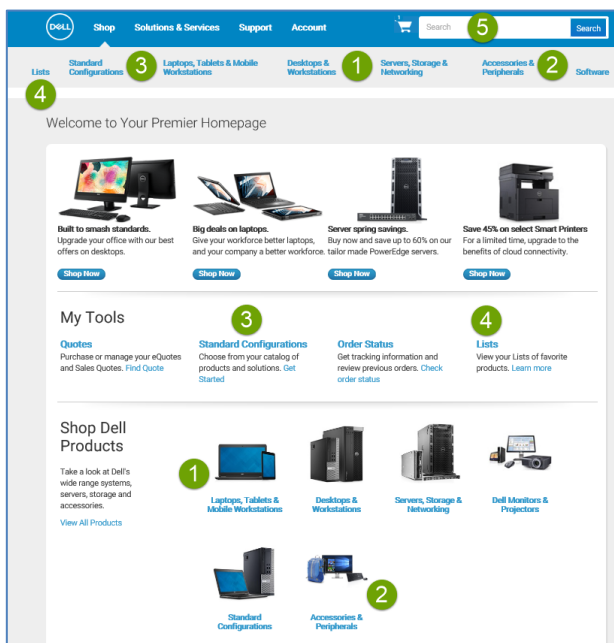 DELL Shop Solutions & Services Support Account Search 5 Search
Standard Configurations 3 Laptops, Tablets & Mobile Workstations Desktops & Workstations 1 Servers, Storage & Networking Accessories & Peripherals 2 Software
Lists
4
Welcome to Your Premier Homepage
Built to smash standards.
Upgrade your office with our best
offers on desktops.
Shop Now
Big deals on laptops.
Give your workforce better laptops,
and your company a better workforce.
Shop Now
Server spring savings.
Buy now and save up to 60% on our
tailor made PowerEdge servers.
Shop Now
Save 45% on select Smart Printers
For a limited time, upgrade to the
benefits of cloud connectivity.
Shop Now
My Tools
Quotes
Purchase or manage your eQuotes
and Sales Quotes. Find Quote
3
Standard Configurations
Choose from your catalog of
products and solutions. Get
Started
Order Status
Get tracking information and
review previous orders. Check
order status
4
Lists
View your Lists of favorite
products. Learn more
Shop Dell
Products
Take a look at Dell's
wide range systems,
servers, storage and
accessories.
View All Products
1
Laptops, Tablets &
Mobile Workstations
Desktops &
Workstations
Servers, Storage &
Networking
Dell Monitors &
Projectors
Standard
Configurations
2
Accessories &
Peripherals